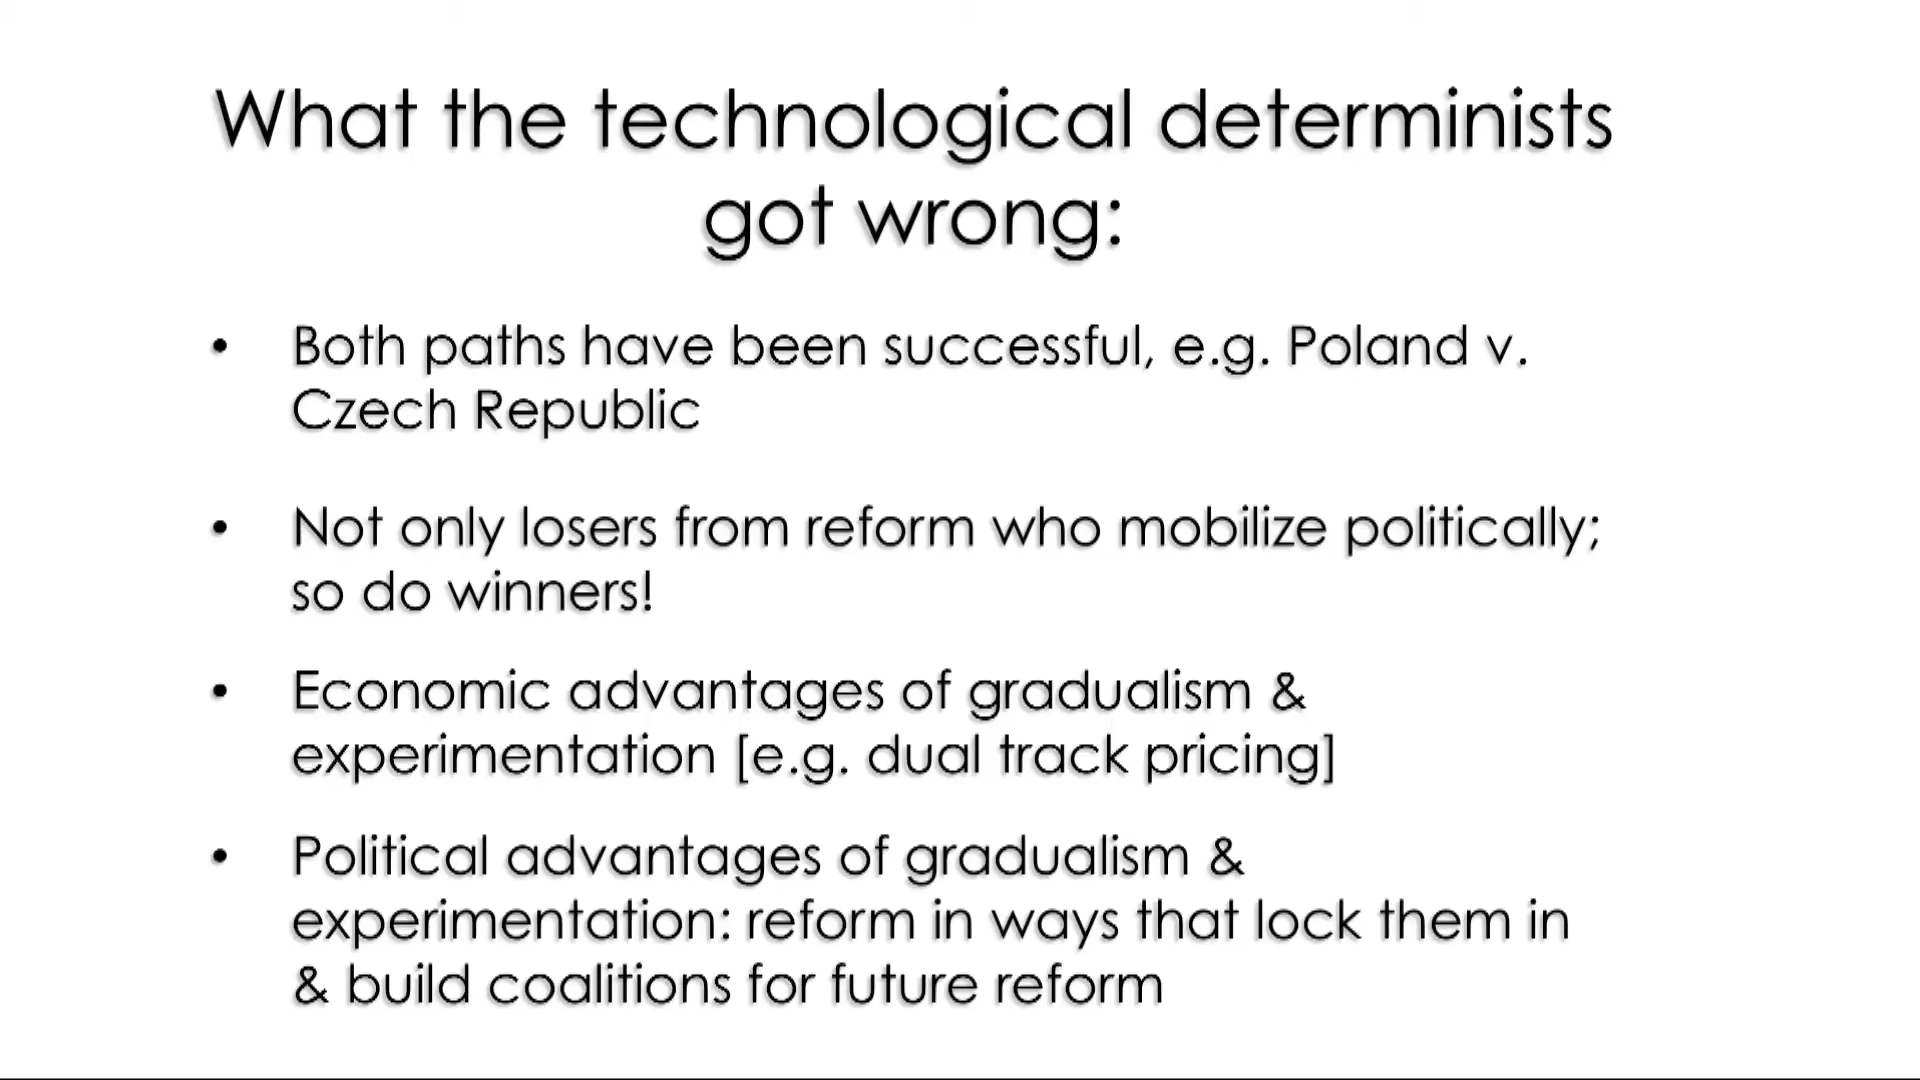 What the technological determinists
got wrong:
• Both paths have been successful, e.g. Poland v.
Czech Republic
• Not only losers from reform who mobilize politically;
so do winners!
• Economic advantages of gradualism &
experimentation [e.g. dual track pricing]
• Political advantages of gradualism &
experimentation: reform in ways that lock them in
& build coalitions for future reform